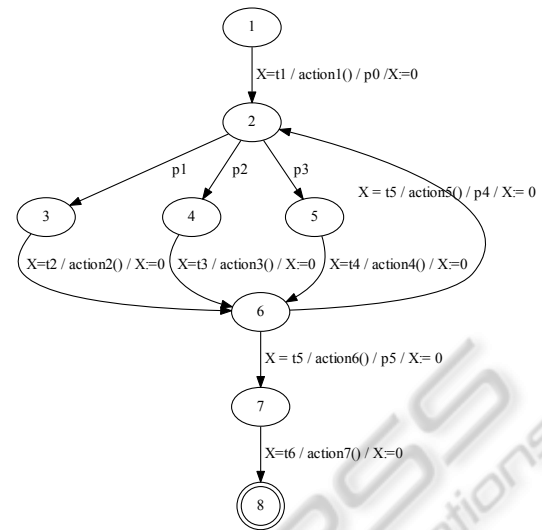 1
X=t1 / action1() / p0 /X:=0
2
p1
p2
p3
X = t5 / action5() / p4 / X:= 0
3
4
5
X=t2 / action2() / X:=0
X=t3 / action3() / X:=0
X=t4 / action4() / X:=0
6
X = t5 / action6() / p5 / X:= 0
7
X=t6 / action7() / X:=0
8